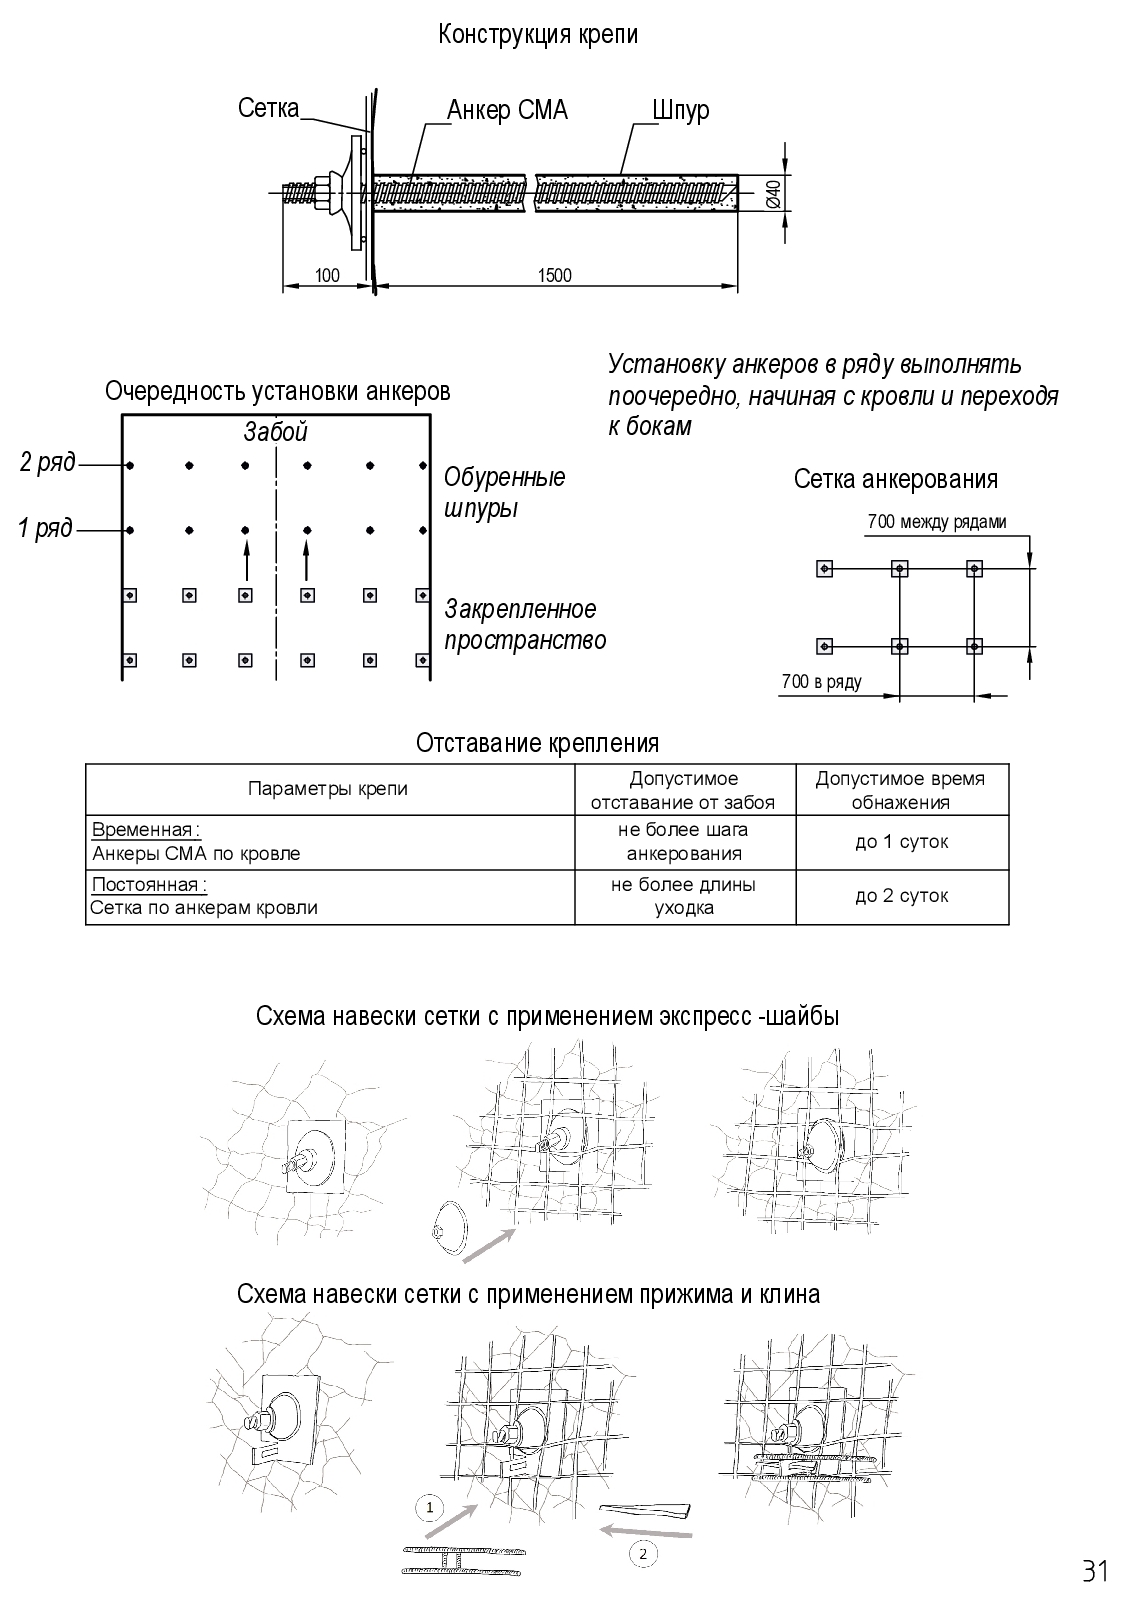 Конструкция крепи
Сетка
Анкер СМА
Шпур
Ø40
100
1500
Установку анкеров в ряду выполнять
поочередно, начиная с кровли и переходя
к бокам
Очередность установки анкеров
Забой
2 ряд
Обуренные
шпуры
1 ряд
Закрепленное
пространство
Сетка анкерования
700 между рядами
700 в ряду
Отставание крепления
Параметры крепи
Допустимое
отставание от забоя
Допустимое время
обнажения
Временная :
Анкеры СМА по кровле
не более шага
анкерования
до 1 суток
Постоянная :
Сетка по анкерам кровли
не более длины
уходка
до 2 суток
Схема навески сетки с применением экспресс -шайбы
Схема навески сетки с применением прижима и клина
1
2
31